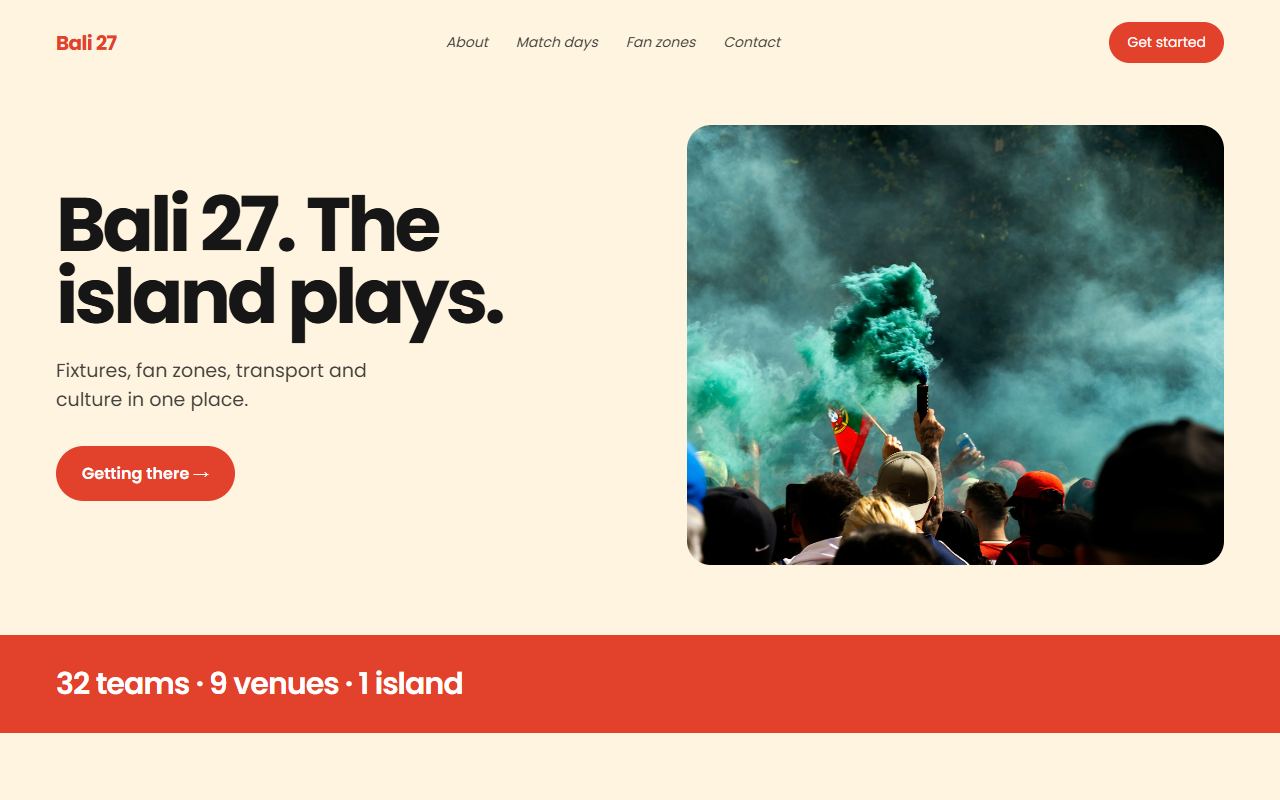 Bali 27
About
Match days
Fan zones
Contact
Get started
Bali 27. The
island plays.
Fixtures, fan zones, transport and
culture in one place.
Getting there →
32 teams · 9 venues · 1 island